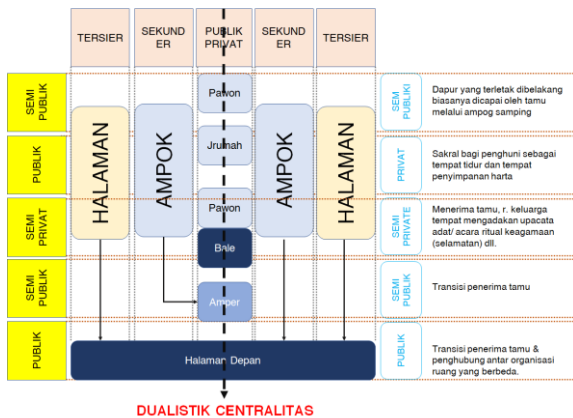 TERSIER
SEKUND
ER
PUBLIK
PRIVAT
SEKUND
ER
TERSIER
SEMI
PUBLIK
PUBLIK
SEMI
PRIVAT
SEMI
PUBLIK
PUBLIK
HALAMAN
AMPOK
Pawon
Jrumah
Pawon
Bale
Amper
AMPOK
HALAMAN
Halaman Depan
SEMI
PUBLIKI
Dapur yang terletak dibelakang
biasanya dicapai oleh tamu
melalui ampog samping
PRIVAT
Sakral bagi penghuni sebagai
tempat tidur dan tempat
penyimpanan harta
SEMI
PRIVATE
Menerima tamu, r. keluarga
tempat mengadakan upacata
adat/ acara ritual keagamaan
(selamatan) dll.
SEMI
PUBLIK
Transisi penerima tamu
PUBLIK
Transisi penerima tamu &
penghubung antar organisasi
ruang yang berbeda.
DUALISTIK CENTRALITAS